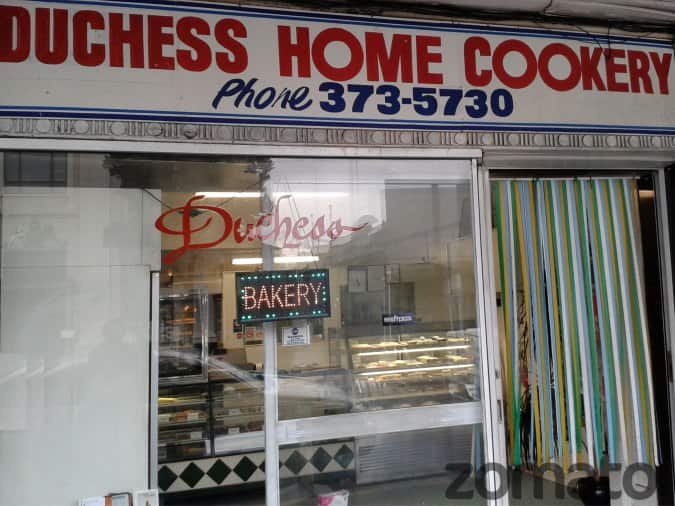 DUCHESS HOME COOKERY
Phone 373-5730
Duchess
BAKERY
zomato